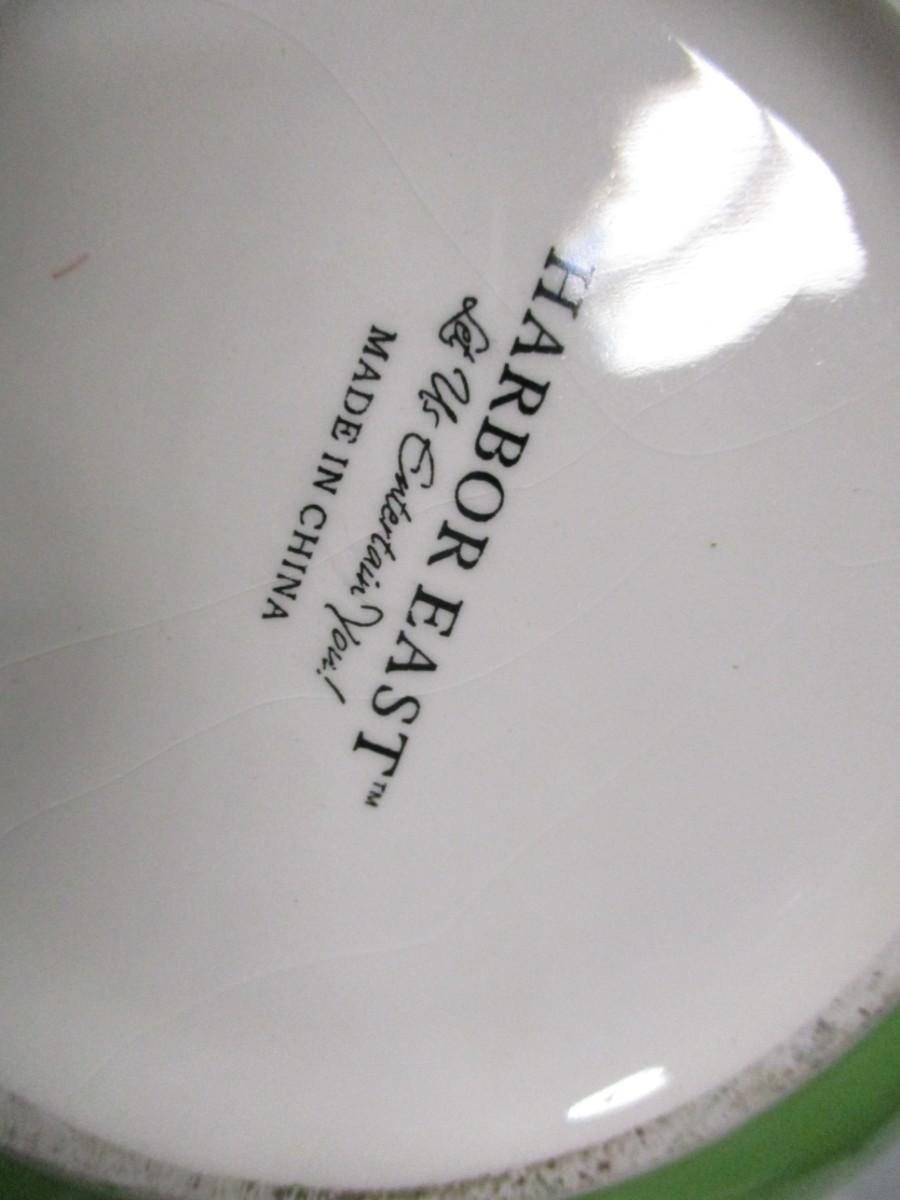 HARBOR EAST™
Let Us Entertain You!
MADE IN CHINA